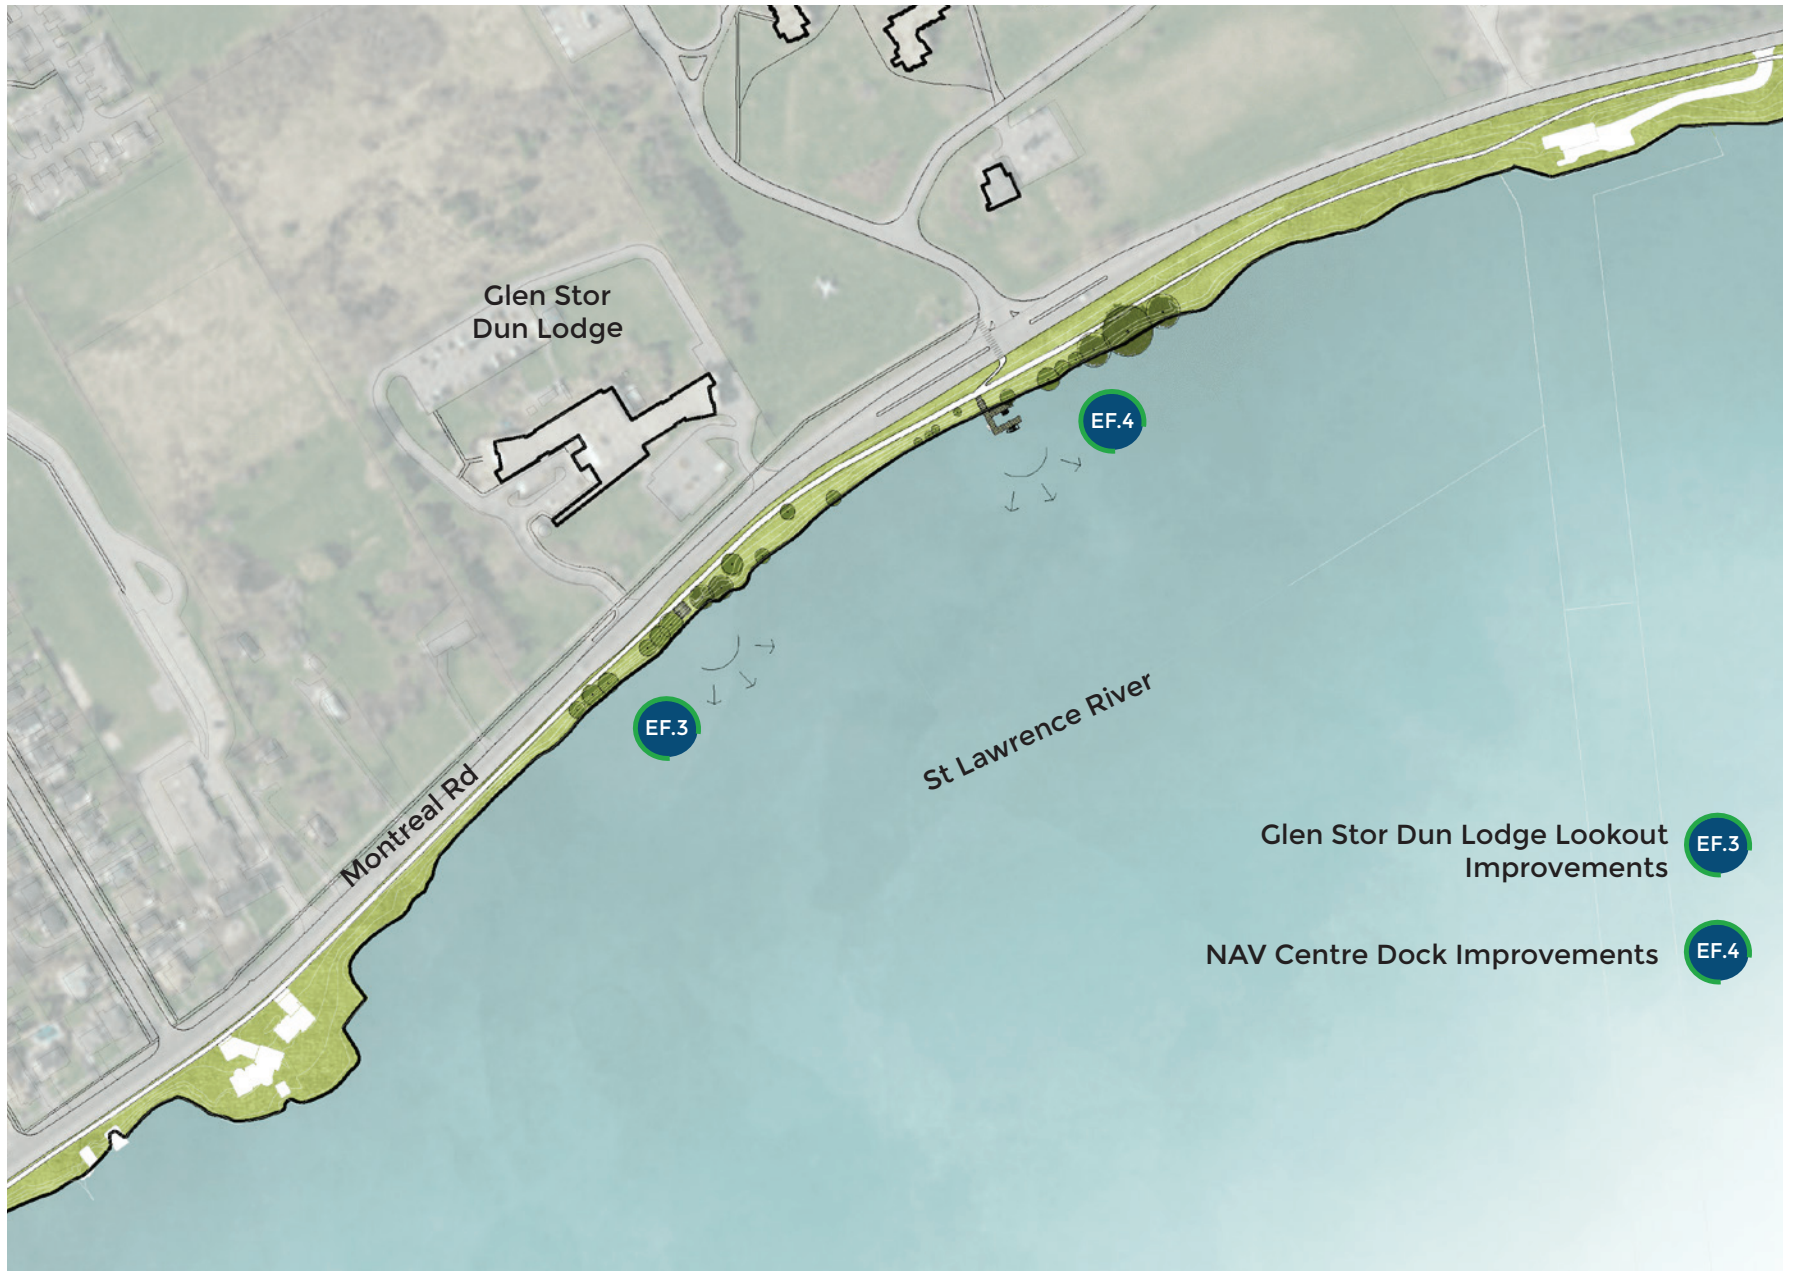 Glen Stor
Dun Lodge
EF.4
EF.3
St Lawrence River
Montreal Rd
Glen Stor Dun Lodge Lookout
Improvements
EF.3
NAV Centre Dock Improvements
EF.4